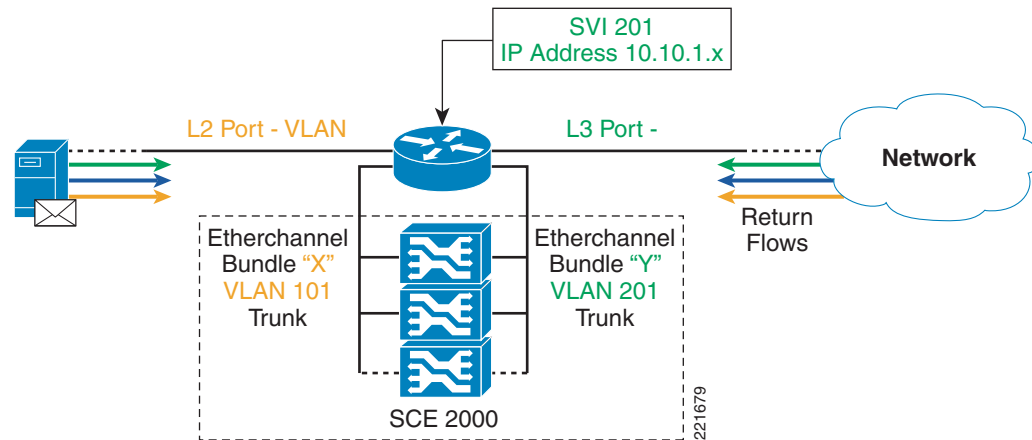 SVI 201
IP Address 10.10.1.x
L2 Port - VLAN
L3 Port -
Network
Return
Flows
Etherchannel
Bundle “X”
VLAN 101
Trunk
Etherchannel
Bundle “Y”
VLAN 201
Trunk
SCE 2000
221679